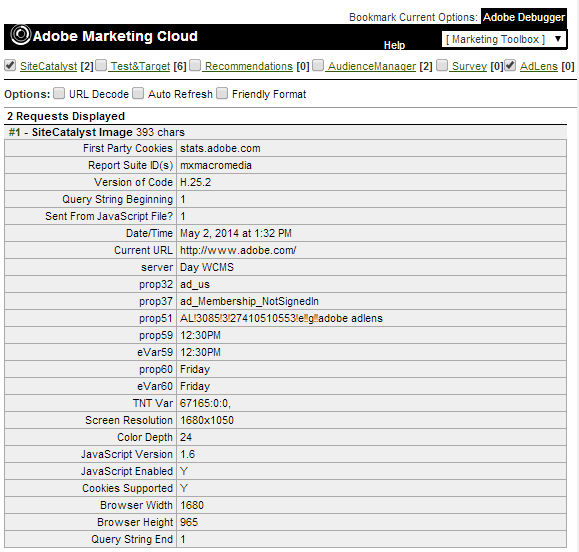 Bookmark Current Options: Adobe Debugger
Adobe Marketing Cloud
Help
[ Marketing Toolbox ]
SiteCatalyst [2] Test&Target [6] Recommendations [0] AudienceManager [2] Survey [0] AdLens [0]
Options: URL Decode Auto Refresh Friendly Format
2 Requests Displayed
#1 - SiteCatalyst Image 393 chars
First Party Cookies stats.adobe.com
Report Suite ID(s) mxmacromedia
Version of Code H.25.2
Query String Beginning 1
Sent From JavaScript File? 1
Date/Time May 2, 2014 at 1:32 PM
Current URL http://www.adobe.com/
server Day WCMS
prop32 ad_us
prop37 ad_Membership_NotSignedIn
prop51 AL!3085!3!27410510553!e!!g!!adobe adlens
prop59 12:30PM
eVar59 12:30PM
prop60 Friday
eVar60 Friday
TNT Var 67165:0:0,
Screen Resolution 1680x1050
Color Depth 24
JavaScript Version 1.6
JavaScript Enabled Y
Cookies Supported Y
Browser Width 1680
Browser Height 965
Query String End 1